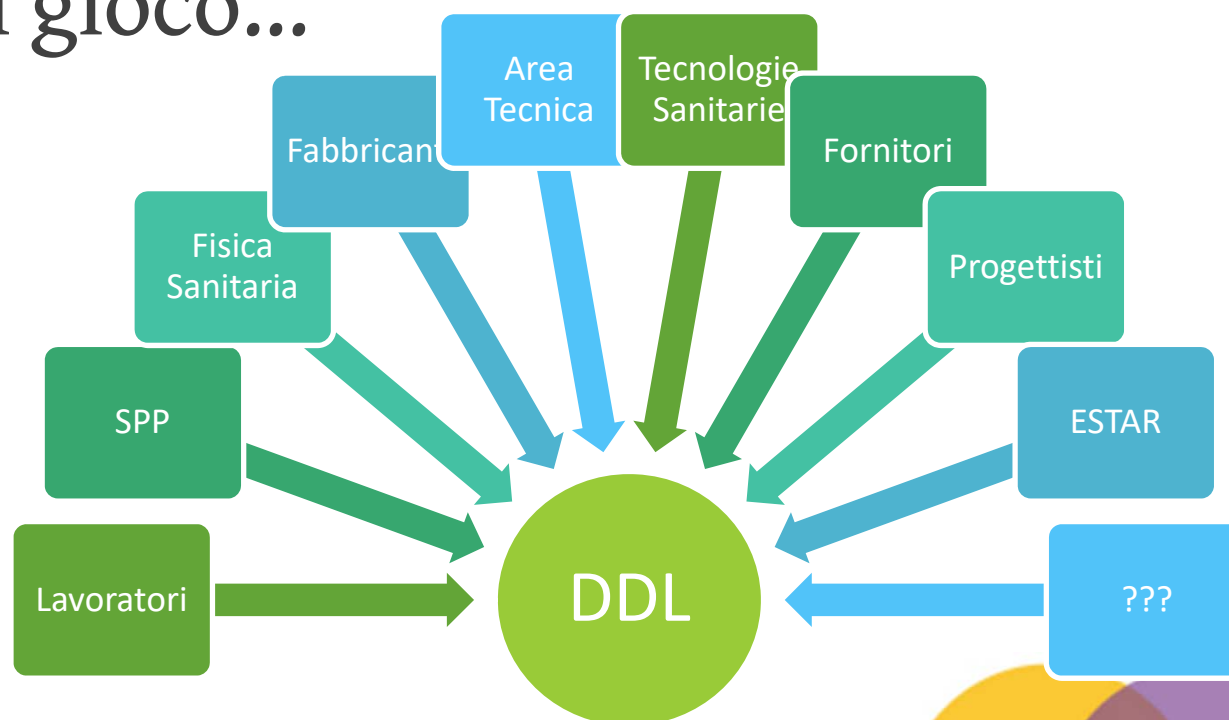 gioco...
Area
Tecnica
Tecnologie
Sanitarie
Fabbricant
Fornitori
Fisica
Sanitaria
Progettisti
SPP
ESTAR
Lavoratori
DDL
???